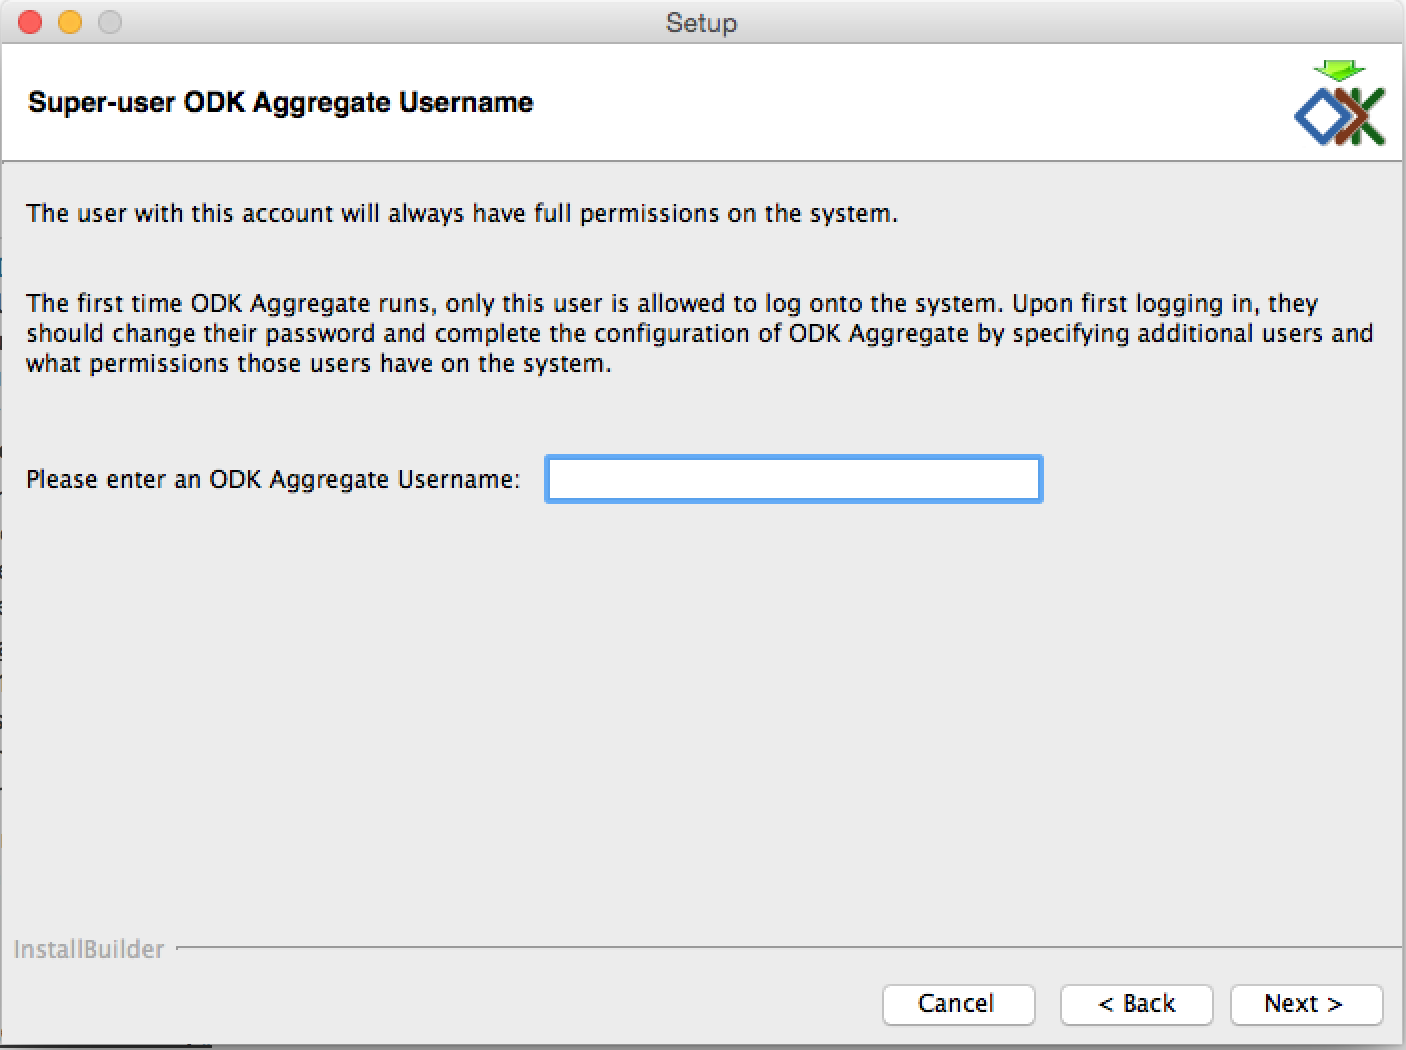 Setup
Super-user ODK Aggregate Username
ODK
The user with this account will always have full permissions on the system.
The first time ODK Aggregate runs, only this user is allowed to log onto the system. Upon first logging in, they
should change their password and complete the configuration of ODK Aggregate by specifying additional users and
what permissions those users have on the system.
Please enter an ODK Aggregate Username:
InstallBuilder
Cancel
< Back
Next >